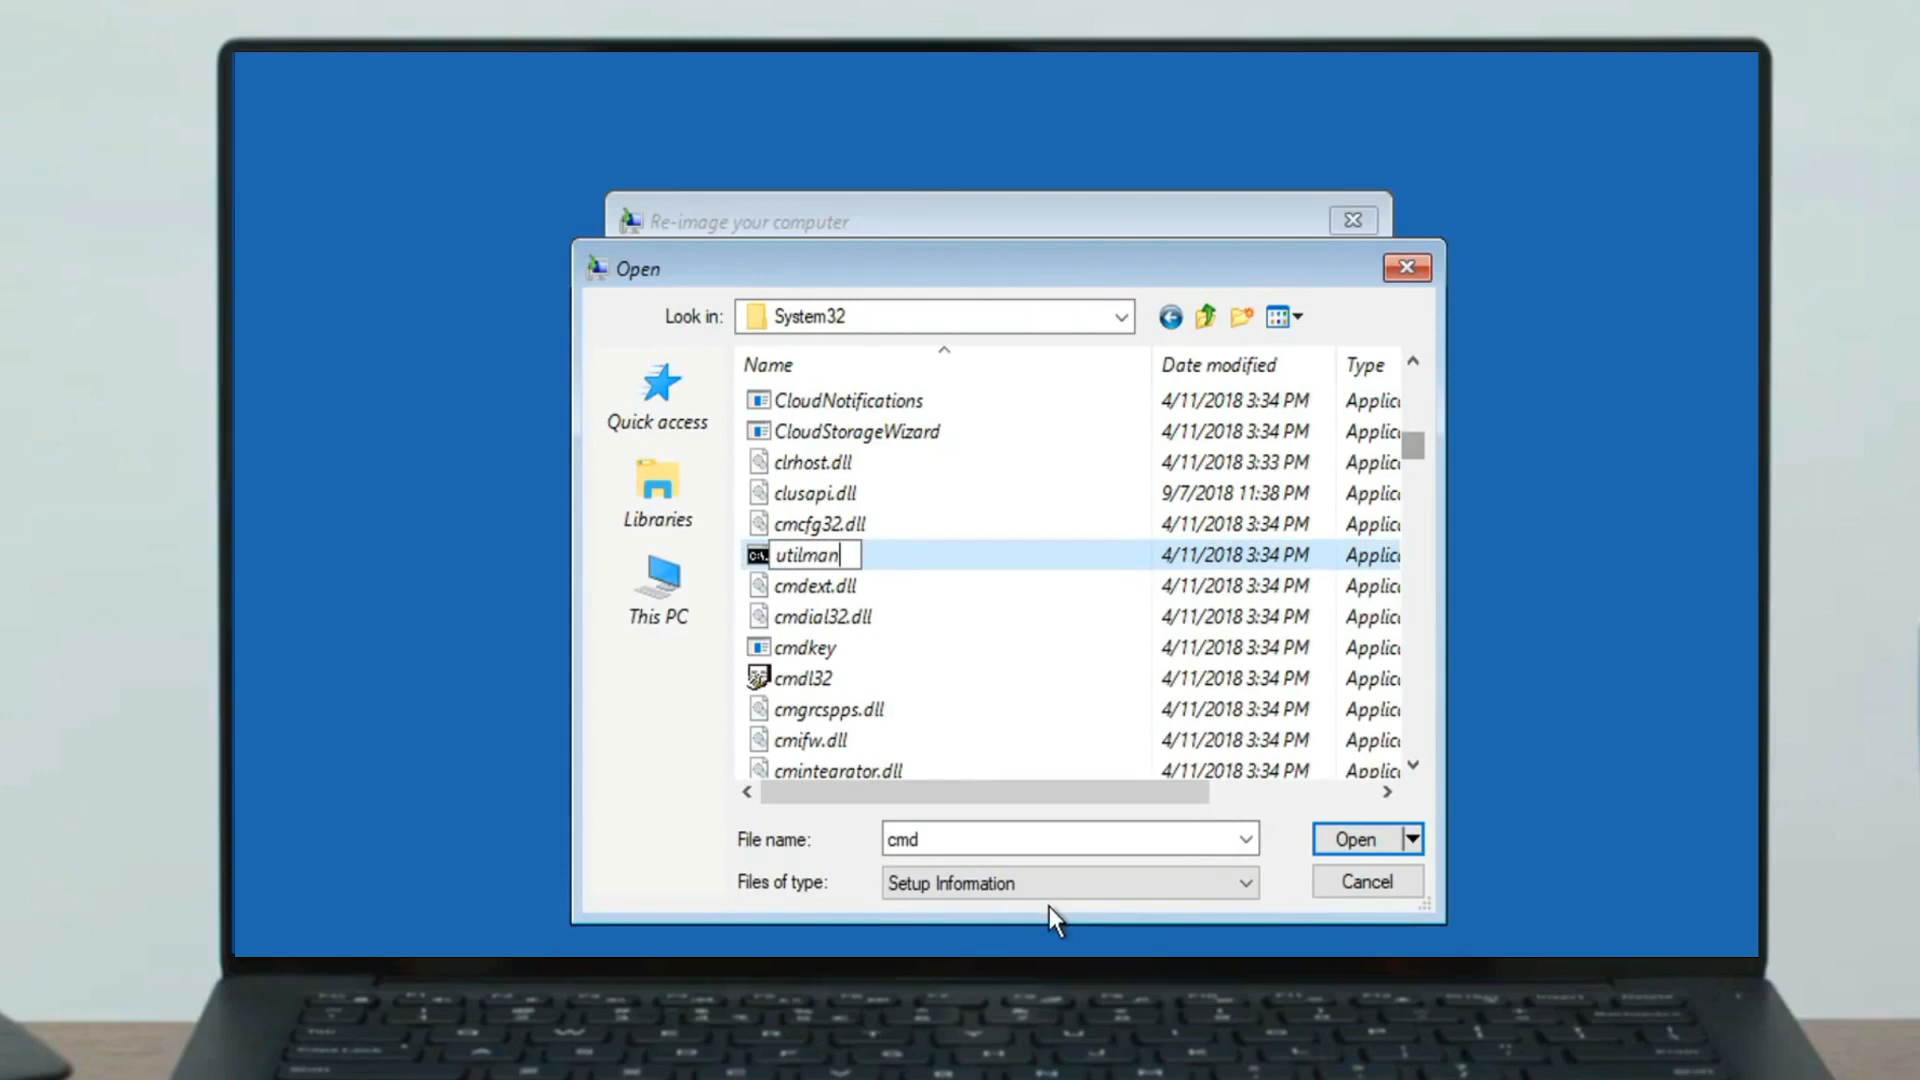 Re-image your computer
Open
Look in: System32
Name Date modified Type
CloudNotifications 4/11/2018 3:34 PM Applic
CloudStorageWizard 4/11/2018 3:34 PM Applic
clrhost.dll 4/11/2018 3:33 PM Applic
clusapi.dll 9/7/2018 11:38 PM Applic
cmcfg32.dll 4/11/2018 3:34 PM Applic
C:\. utilman 4/11/2018 3:34 PM Applic
cmdext.dll 4/11/2018 3:34 PM Applic
cmdial32.dll 4/11/2018 3:34 PM Applic
cmdkey 4/11/2018 3:34 PM Applic
cmdl32 4/11/2018 3:34 PM Applic
cmgrcspps.dll 4/11/2018 3:34 PM Applic
cmifw.dll 4/11/2018 3:34 PM Applic
cmintegrator.dll 4/11/2018 3:34 PM Applic
Quick access
Libraries
This PC
File name: cmd Open
Files of type: Setup Information Cancel